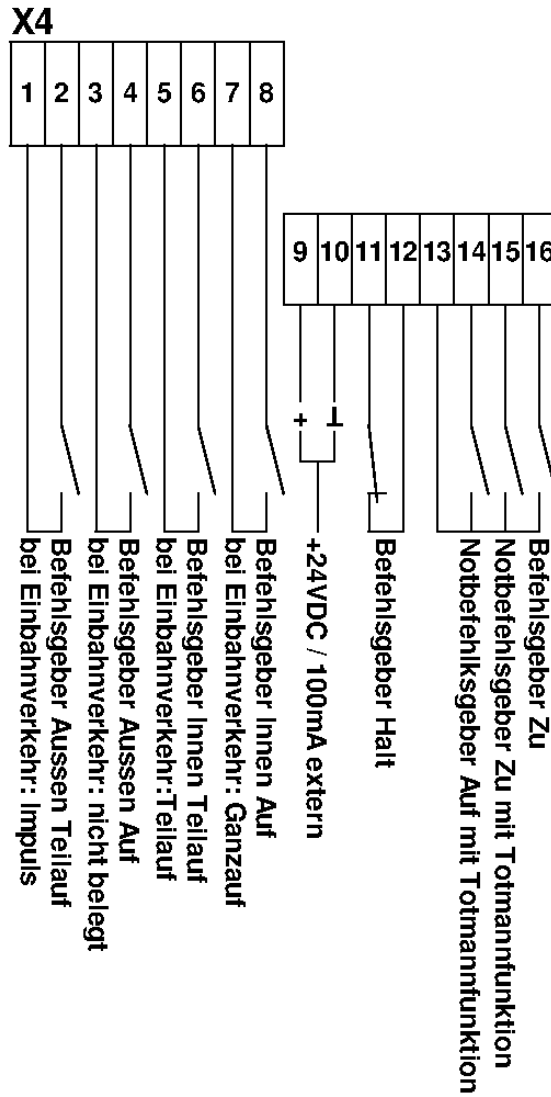 X4
1 2 3 4 5 6 7 8
9 10 11 12 13 14 15 16
+ ⊥
Befehlsgeber Zu
Notbefehlsgeber Zu mit Totmannfunktion
Notbefehlksgeber Auf mit Totmannfunktion
Befehlsgeber Halt
+24VDC / 100mA extern
Befehlsgeber Innen Auf
bei Einbahnverkehr: Ganzauf
Befehlsgeber Innen Teilauf
bei Einbahnverkehr:Teilauf
Befehlsgeber Aussen Auf
bei Einbahnverkehr: nicht belegt
Befehlsgeber Aussen Teilauf
bei Einbahnverkehr: Impuls